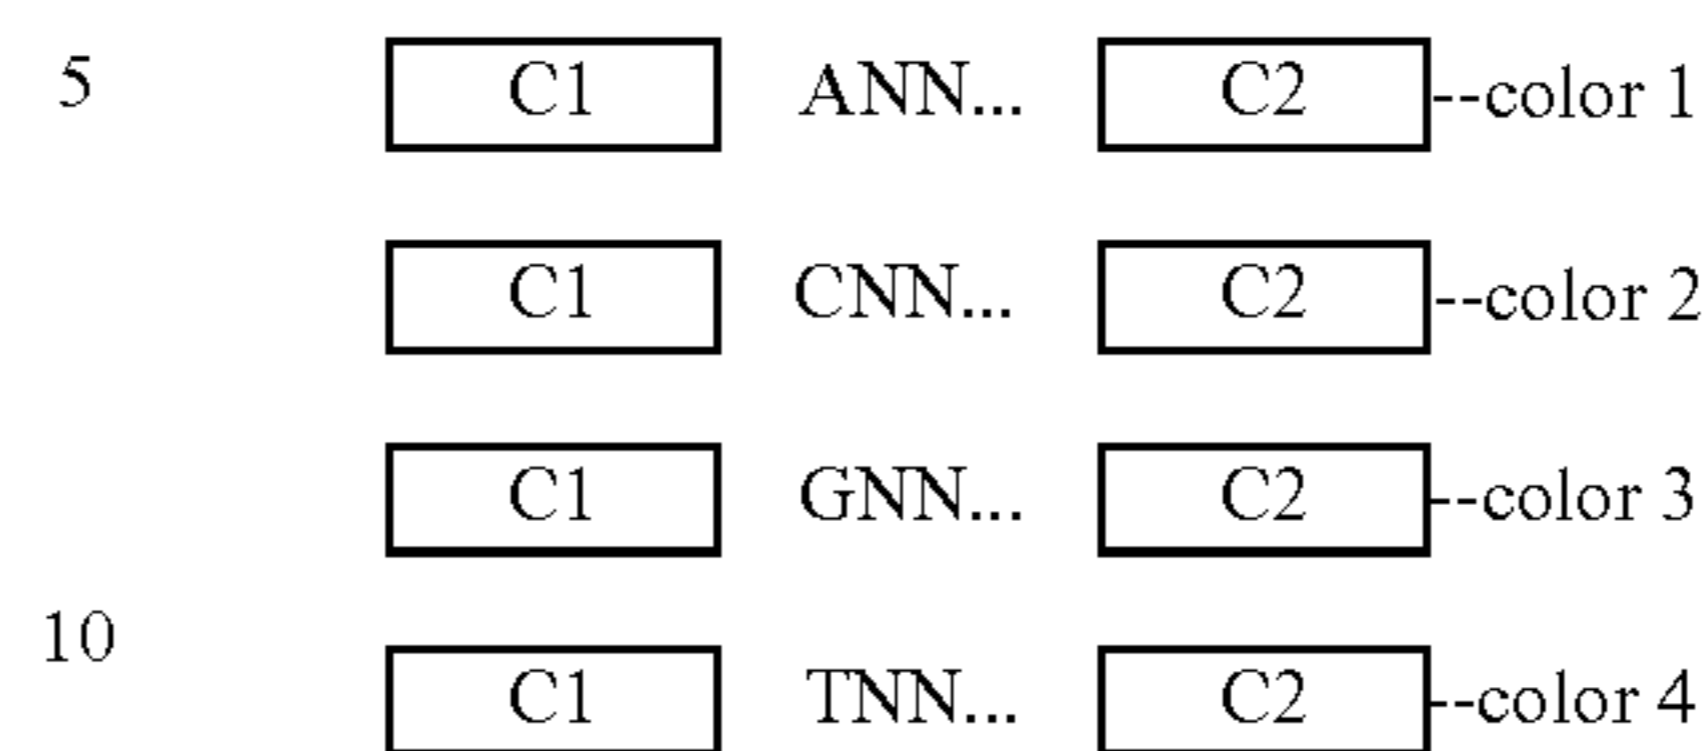 5 C1 ANN... C2 --color 1
C1 CNN... C2 --color 2
C1 GNN... C2 --color 3
10
C1 TNN... C2 --color 4